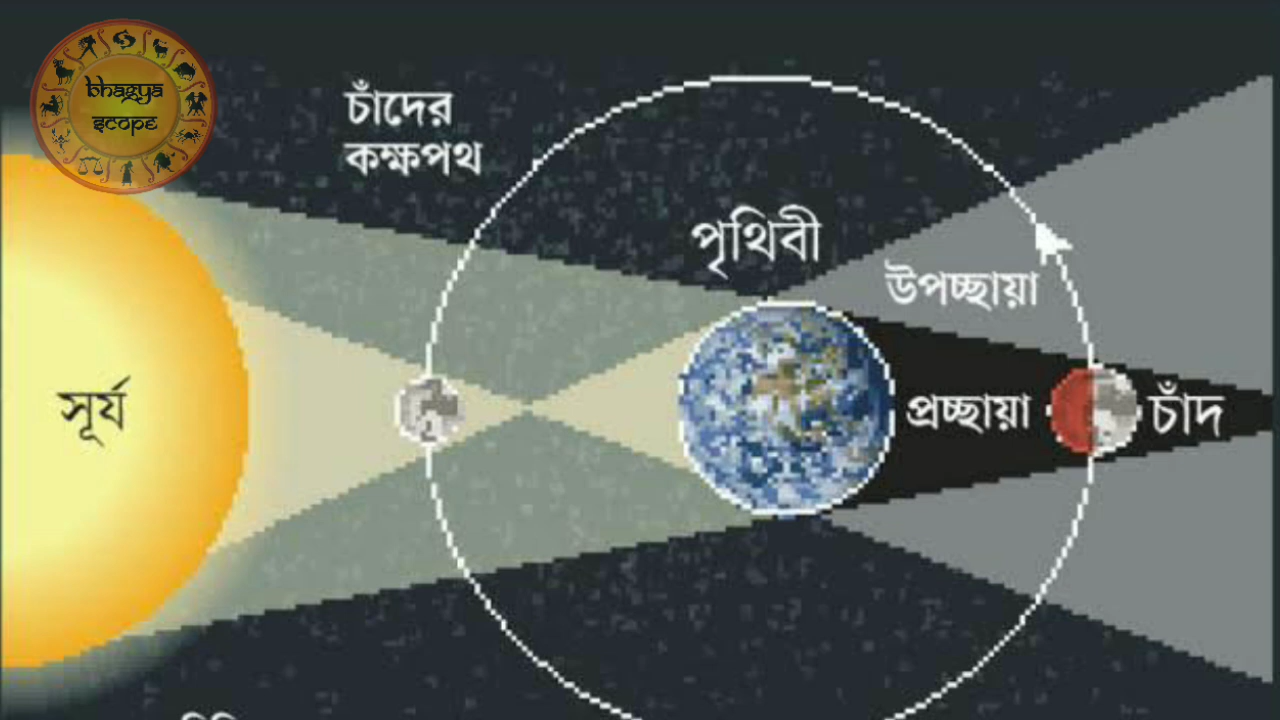 bhagya
scope
চাঁদের
কক্ষপথ
পৃথিবী
উপচ্ছায়া
সূর্য
প্রচ্ছায়া
চাঁদ